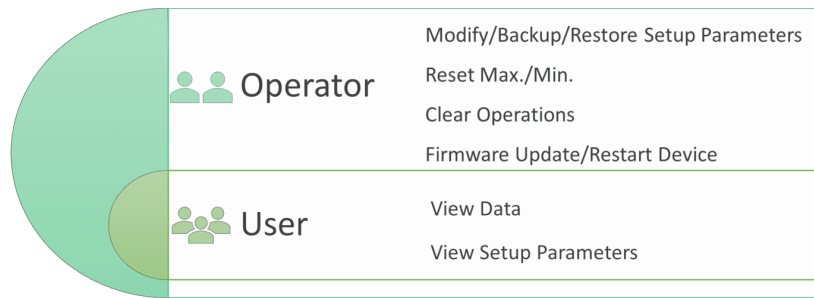 Operator
Modify/Backup/Restore Setup Parameters
Reset Max./Min.
Clear Operations
Firmware Update/Restart Device
User
View Data
View Setup Parameters